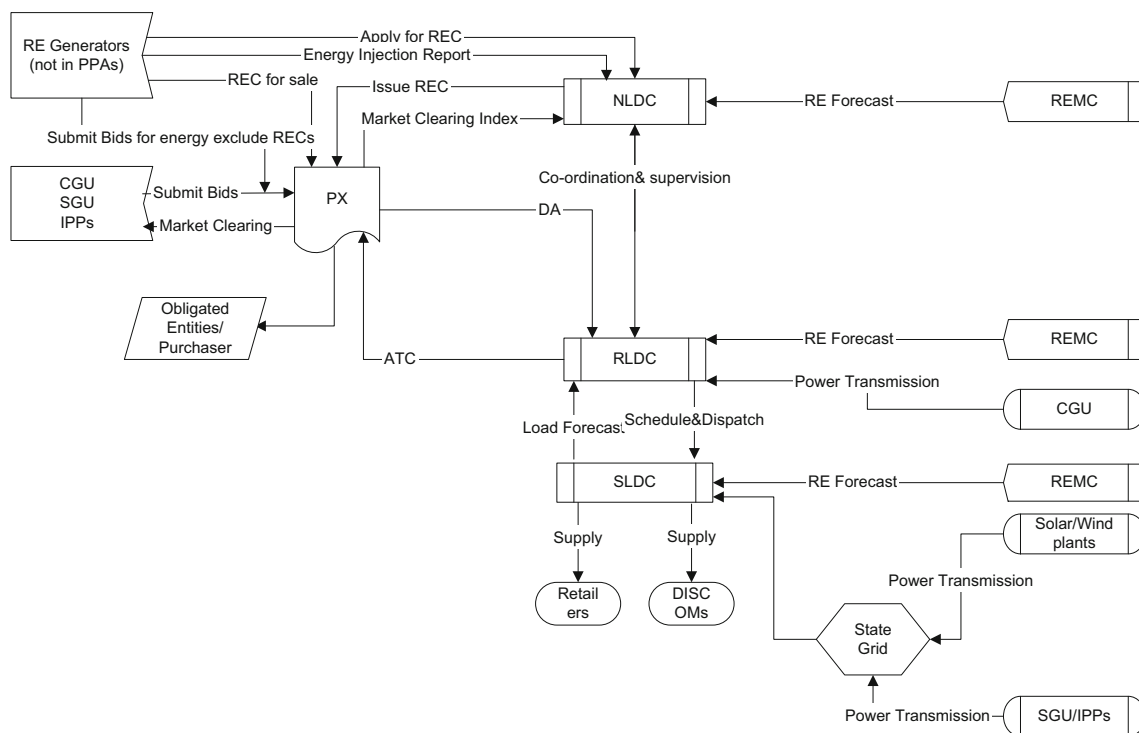 RE Generators
(not in PPAs)
Apply for REC
Energy Injection Report
REC for sale
Issue REC
NLDC
RE Forecast
REMC
Market Clearing Index
Submit Bids for energy exclude RECs
CGU
SGU
IPPs
Submit Bids
Market Clearing
PX
Co-ordination& supervision
DA
Obligated
Entities/
Purchaser
ATC
RLDC
RE Forecast
REMC
Power Transmission
CGU
Load Forecast
Schedule&Dispatch
SLDC
RE Forecast
REMC
Solar/Wind
plants
Supply
Supply
Power Transmission
Retail
ers
DISC
OMs
State
Grid
Power Transmission
SGU/IPPs